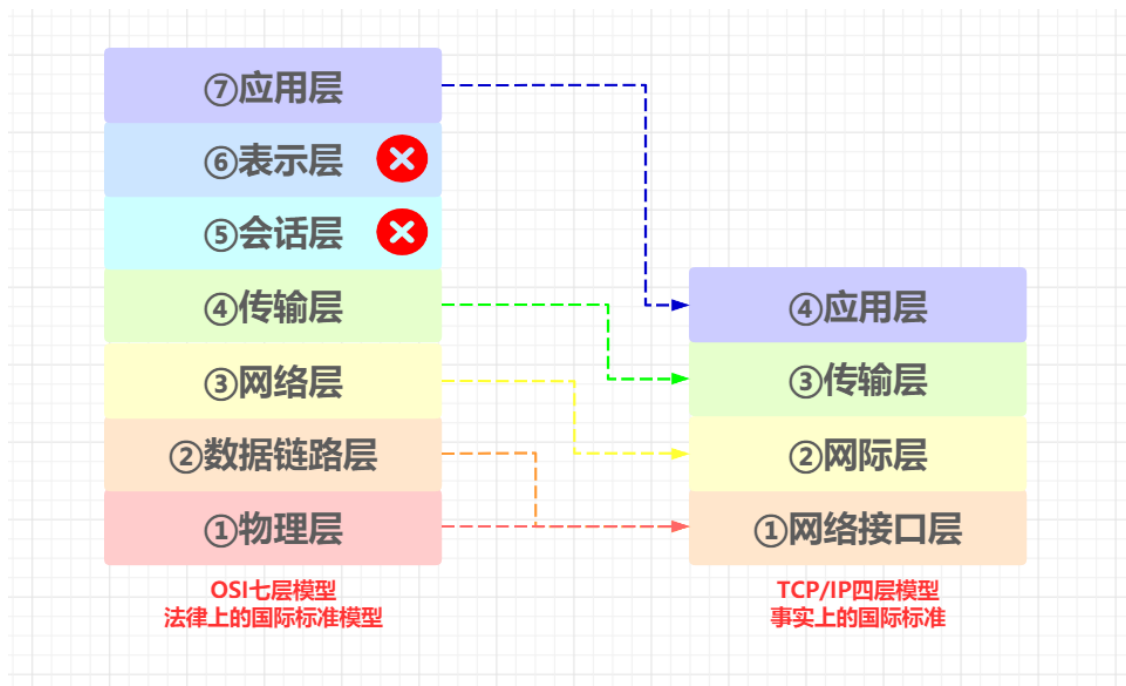 ⑦应用层
⑥表示层
⑤会话层
④传输层
③网络层
②数据链路层
①物理层
OSI七层模型
法律上的国际标准模型
④应用层
③传输层
②网际层
①网络接口层
TCP/IP四层模型
事实上的国际标准